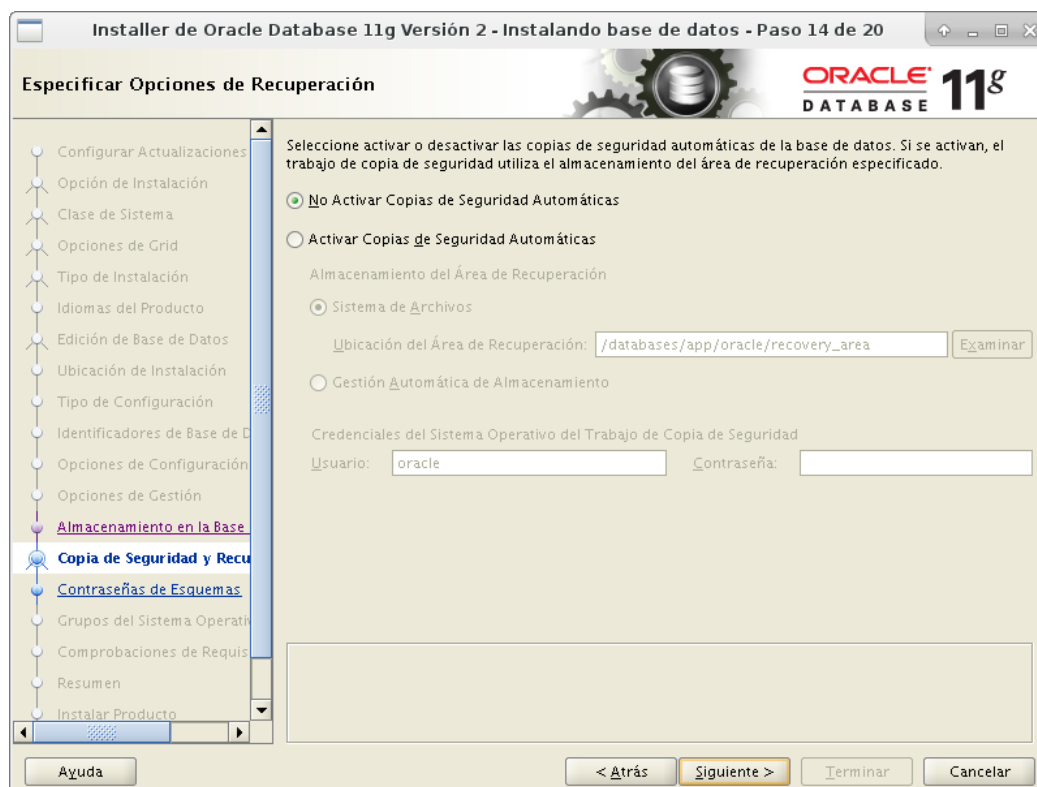 Installer de Oracle Database 11g Versión 2 - Instalando base de datos - Paso 14 de 20
Especificar Opciones de Recuperación
ORACLE
DATABASE
11g
Configurar Actualizaciones
Opción de Instalación
Clase de Sistema
Opciones de Grid
Tipo de Instalación
Idiomas del Producto
Edición de Base de Datos
Ubicación de Instalación
Tipo de Configuración
Identificadores de Base de D
Opciones de Configuración
Opciones de Gestión
Almacenamiento en la Base
Copia de Seguridad y Recu
Contraseñas de Esquemas
Grupos del Sistema Operativ
Comprobaciones de Requis
Resumen
Instalar Producto
Seleccione activar o desactivar las copias de seguridad automáticas de la base de datos. Si se activan, el
trabajo de copia de seguridad utiliza el almacenamiento del área de recuperación especificado.
No Activar Copias de Seguridad Automáticas
Activar Copias de Seguridad Automáticas
Almacenamiento del Área de Recuperación
Sistema de Archivos
Ubicación del Área de Recuperación: /databases/app/oracle/recovery_area Examinar
Gestión Automática de Almacenamiento
Credenciales del Sistema Operativo del Trabajo de Copia de Seguridad
Usuario: oracle Contraseña:
Ayuda < Atrás Siguiente > Terminar Cancelar